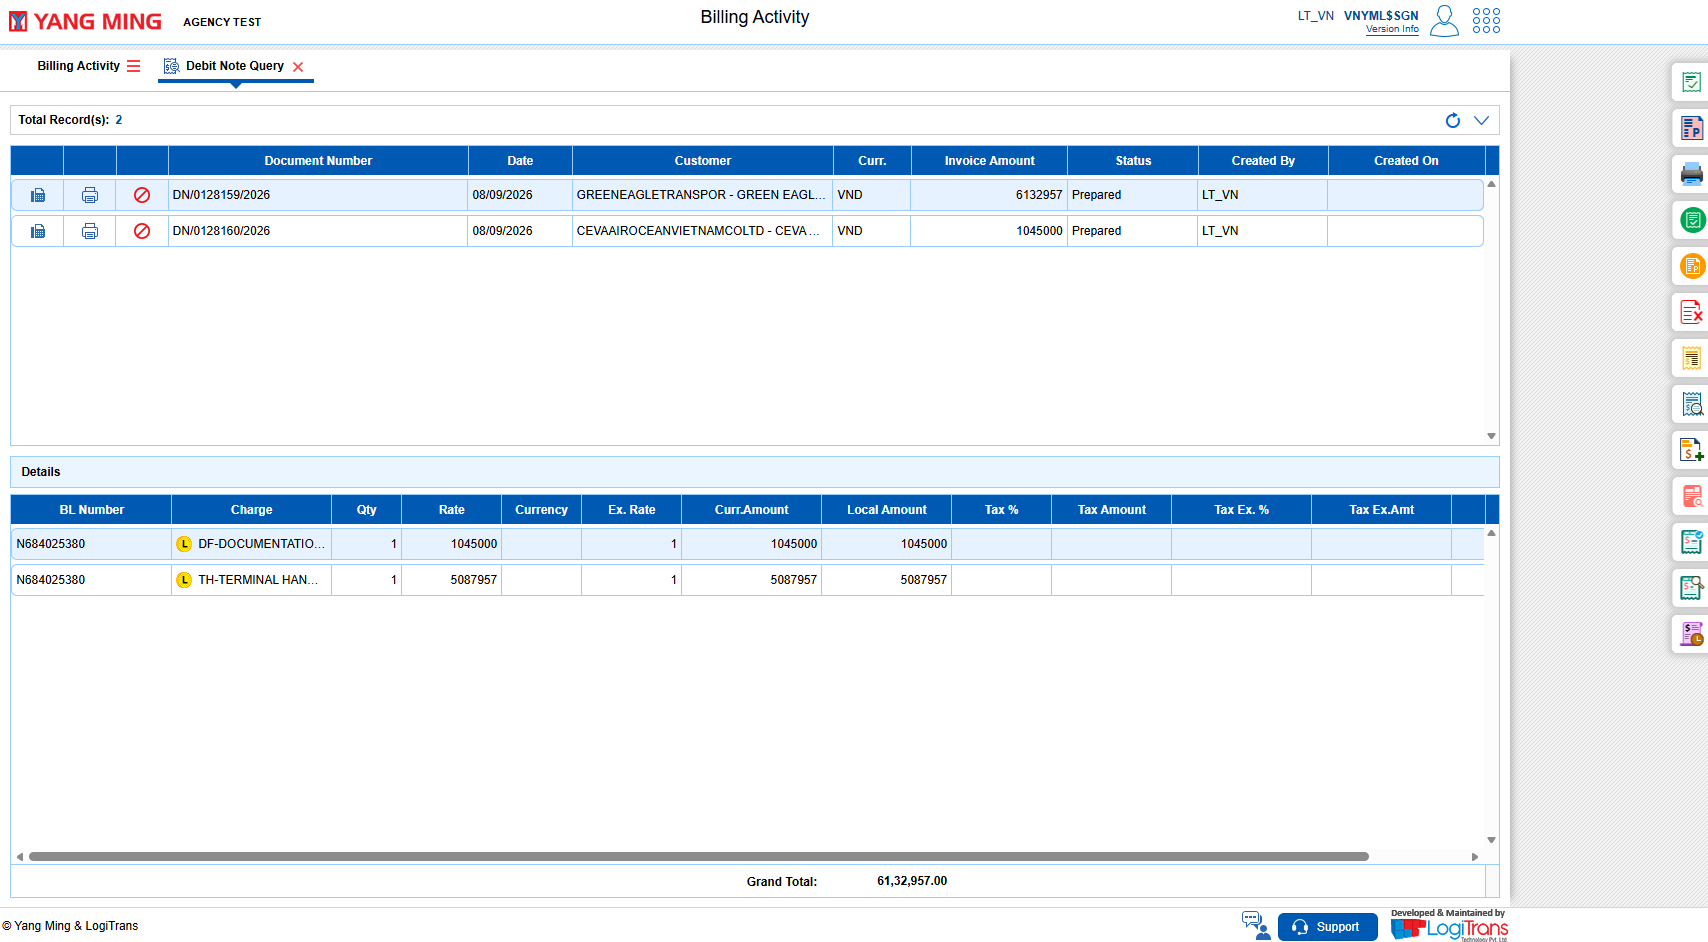 YANG MING AGENCY TEST Billing Activity LT_VN VNYML$SGN
Version Info
Billing Activity Debit Note Query
Total Record(s): 2
Document Number Date Customer Curr. Invoice Amount Status Created By Created On
DN/0128159/2026 08/09/2026 GREENEAGLETRANSPOR - GREEN EAGL... VND 6132957 Prepared LT_VN
DN/0128160/2026 08/09/2026 CEVAAIROCEANVIETNAMCOLTD - CEVA ... VND 1045000 Prepared LT_VN
Details
BL Number Charge Qty Rate Currency Ex. Rate Curr.Amount Local Amount Tax % Tax Amount Tax Ex. % Tax Ex.Amt
N684025380 L DF-DOCUMENTATIO... 1 1045000 1 1045000 1045000
N684025380 L TH-TERMINAL HAN... 1 5087957 1 5087957 5087957
Grand Total: 61,32,957.00
© Yang Ming & LogiTrans Support
Developed & Maintained by
LogiTrans
Technology Pvt. Ltd.